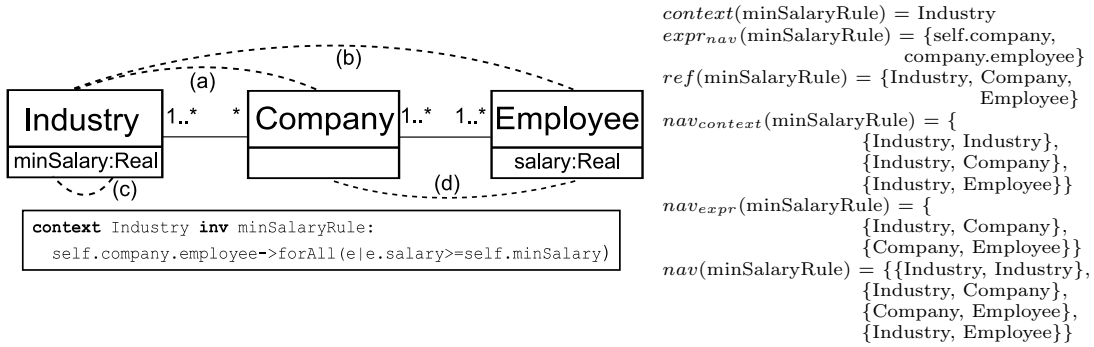 (b)
(a)
Industry
1..*
*
Company
1..*
1..*
Employee
minSalary:Real
salary:Real
(c)
(d)
context Industry inv minSalaryRule:
self.company.employee->forAll(e|e.salary>=self.minSalary)
context(minSalaryRule) = Industry
expr_nav(minSalaryRule) = {self.company,
company.employee}
ref(minSalaryRule) = {Industry, Company,
Employee}
nav_context(minSalaryRule) = {
{Industry, Industry},
{Industry, Company},
{Industry, Employee}}
nav_expr(minSalaryRule) = {
{Industry, Company},
{Company, Employee}}
nav(minSalaryRule) = {{Industry, Industry},
{Industry, Company},
{Company, Employee},
{Industry, Employee}}